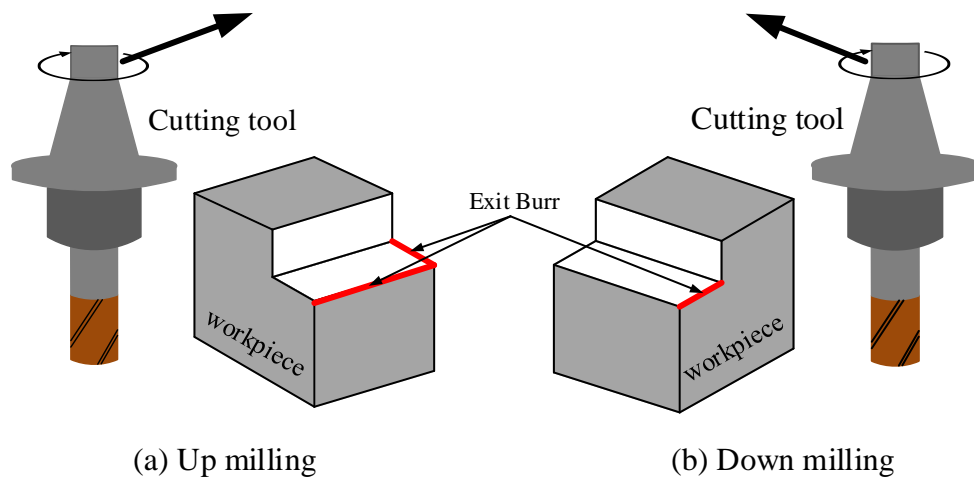 Cutting tool
Cutting tool
Exit Burr
workpiece
workpiece
(a) Up milling
(b) Down milling